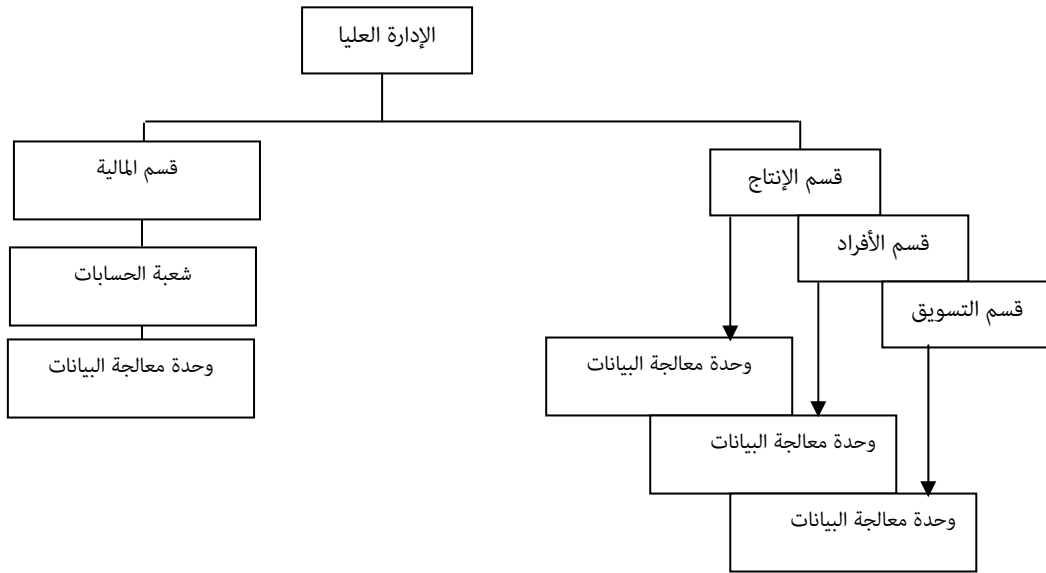 الإدارة العليا
قسم المالية
قسم الإنتاج
قسم الأفراد
شعبة الحسابات
قسم التسويق
وحدة معالجة البيانات
وحدة معالجة البيانات
وحدة معالجة البيانات
وحدة معالجة البيانات